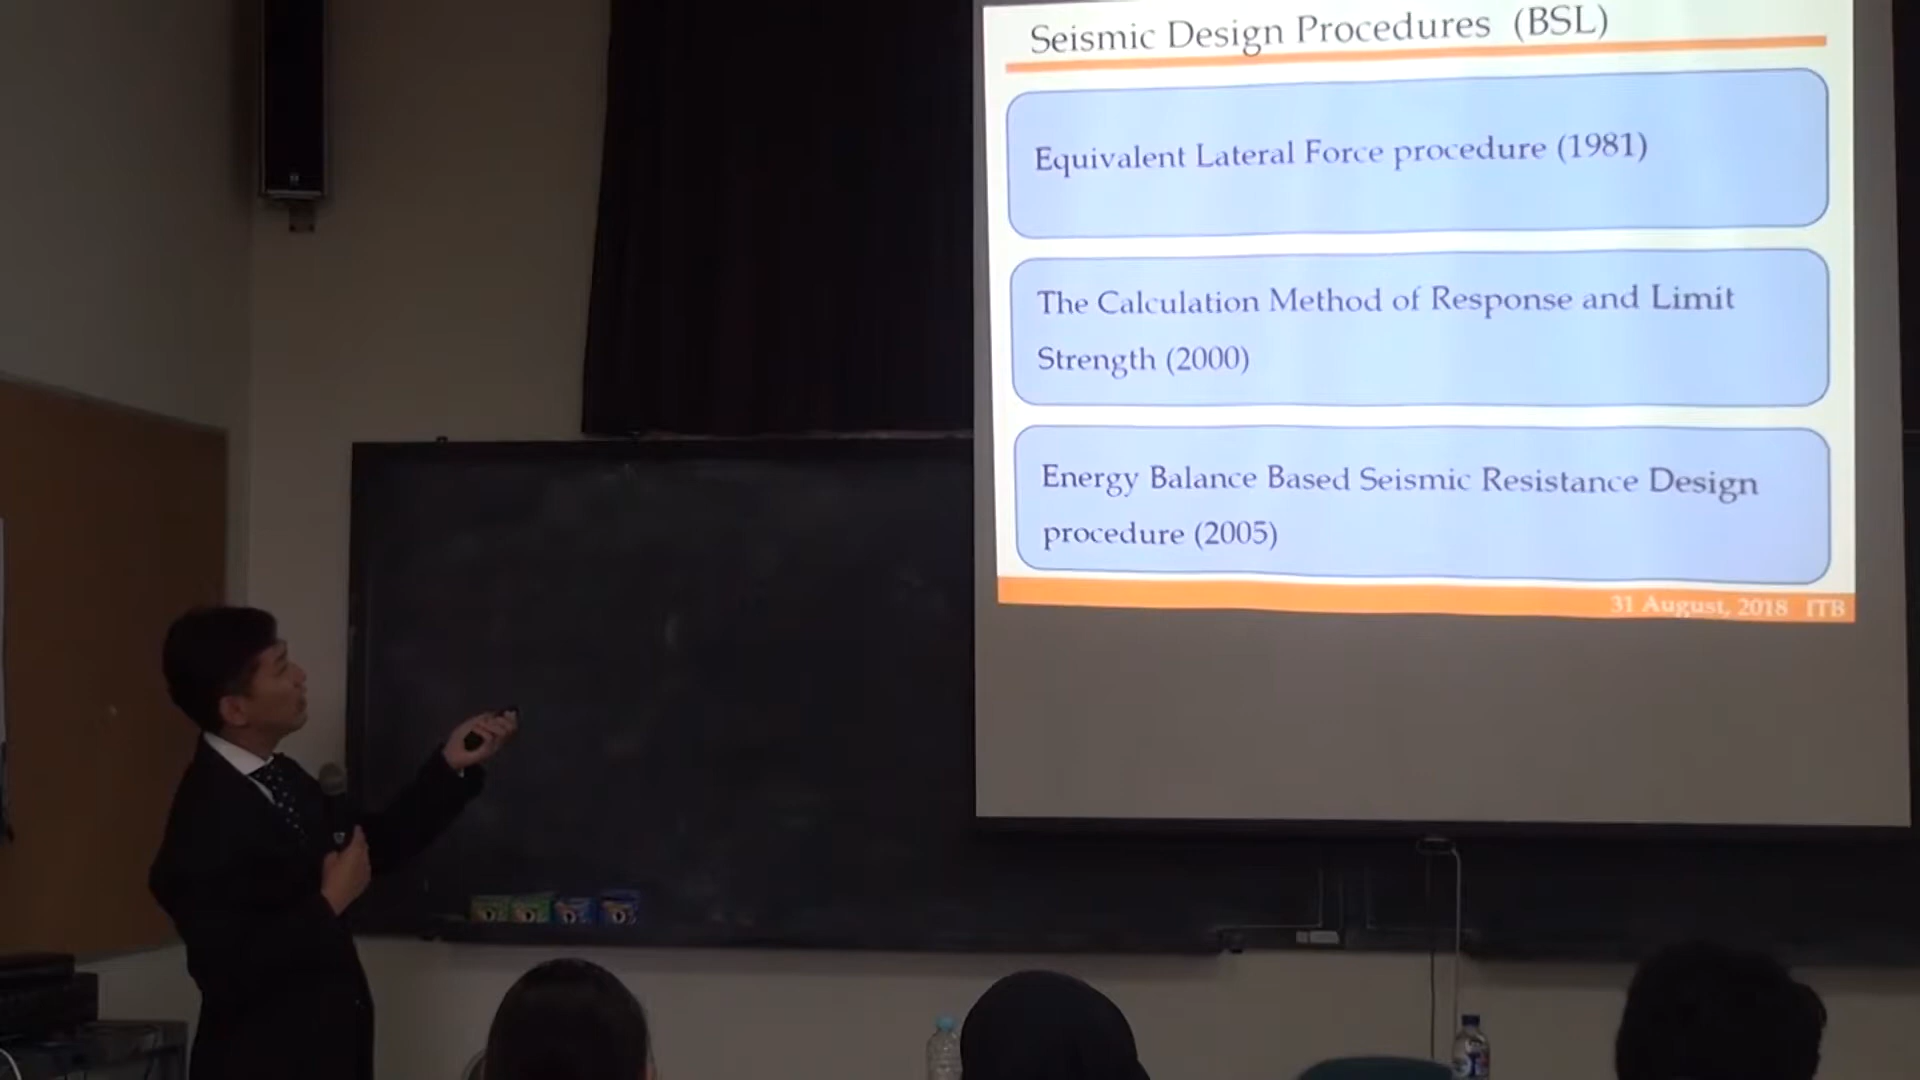 Seismic Design Procedures (BSL)
Equivalent Lateral Force procedure (1981)
The Calculation Method of Response and Limit
Strength (2000)
Energy Balance Based Seismic Resistance Design
procedure (2005)
31 August, 2018 ITB